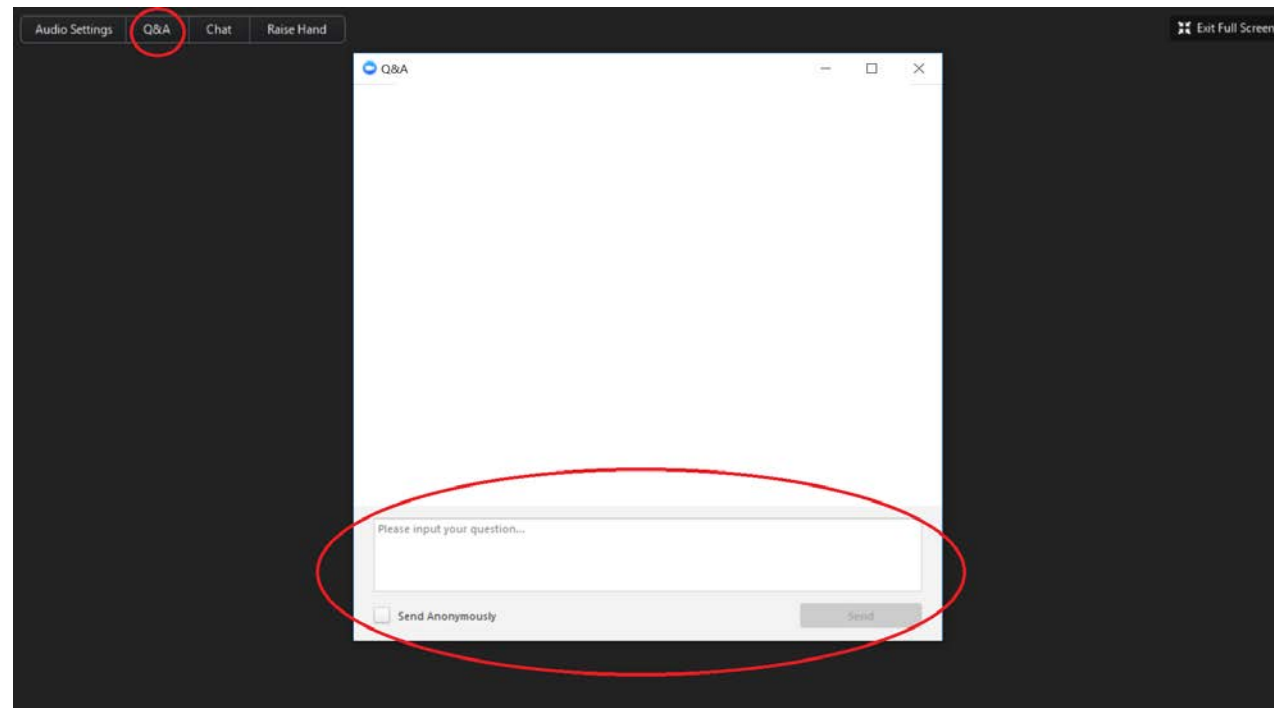 Audio Settings Q&A Chat Raise Hand Exit Full Screen
Q&A
Please input your question...
Send Anonymously Send